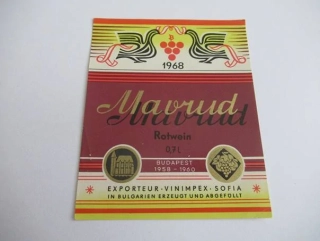 1968
Mavrud
Rotwein
0,7 L
BUDAPEST
1958 - 1960
EXPORTEUR · VINIMPEX · SOFIA
IN BULGARIEN ERZEUGT UND ABGEFÜLLT